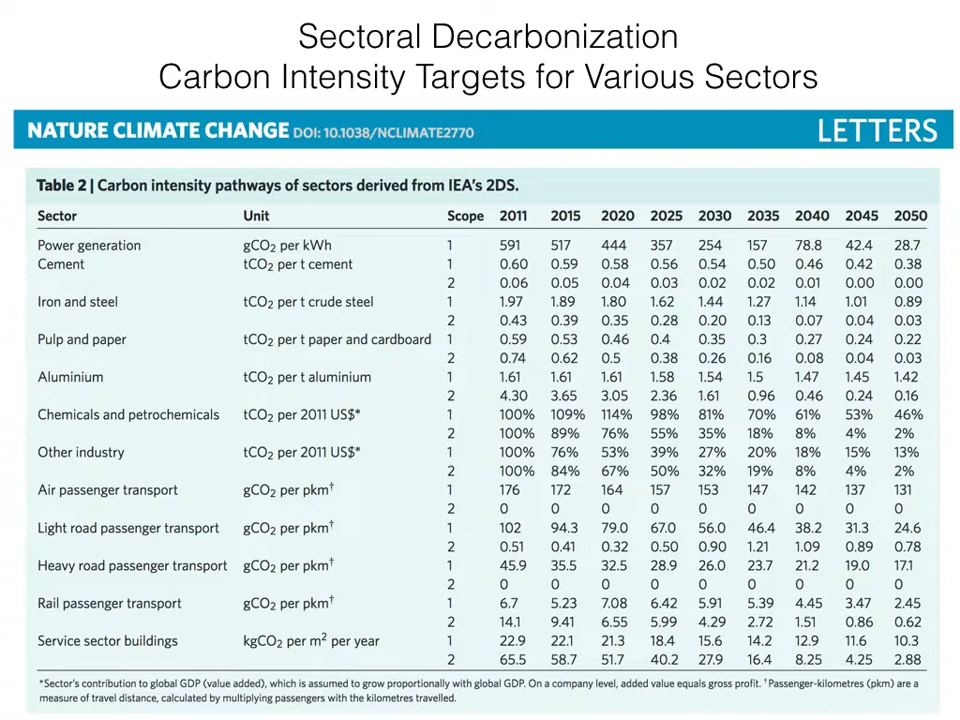 Sectoral Decarbonization
Carbon Intensity Targets for Various Sectors
NATURE CLIMATE CHANGE DOI: 10.1038/NCLIMATE2770 LETTERS
Table 2 | Carbon intensity pathways of sectors derived from IEA's 2DS.
Sector Unit Scope 2011 2015 2020 2025 2030 2035 2040 2045 2050
Power generation gCO2 per kWh 1 591 517 444 357 254 157 78.8 42.4 28.7
Cement tCO2 per t cement 1 0.60 0.59 0.58 0.56 0.54 0.50 0.46 0.42 0.38
2 0.06 0.05 0.04 0.03 0.02 0.02 0.01 0.00 0.00
Iron and steel tCO2 per t crude steel 1 1.97 1.89 1.80 1.62 1.44 1.27 1.14 1.01 0.89
2 0.43 0.39 0.35 0.28 0.20 0.13 0.07 0.04 0.03
Pulp and paper tCO2 per t paper and cardboard 1 0.59 0.53 0.46 0.4 0.35 0.3 0.27 0.24 0.22
2 0.74 0.62 0.5 0.38 0.26 0.16 0.08 0.04 0.03
Aluminium tCO2 per t aluminium 1 1.61 1.61 1.61 1.58 1.54 1.5 1.47 1.45 1.42
2 4.30 3.65 3.05 2.36 1.61 0.96 0.46 0.24 0.16
Chemicals and petrochemicals tCO2 per 2011 US$* 1 100% 109% 114% 98% 81% 70% 61% 53% 46%
2 100% 89% 76% 55% 35% 18% 8% 4% 2%
Other industry tCO2 per 2011 US$* 1 100% 76% 53% 39% 27% 20% 18% 15% 13%
2 100% 84% 67% 50% 32% 19% 8% 4% 2%
Air passenger transport gCO2 per pkm† 1 176 172 164 157 153 147 142 137 131
2 0 0 0 0 0 0 0 0 0
Light road passenger transport gCO2 per pkm† 1 102 94.3 79.0 67.0 56.0 46.4 38.2 31.3 24.6
2 0.51 0.41 0.32 0.50 0.90 1.21 1.09 0.89 0.78
Heavy road passenger transport gCO2 per pkm† 1 45.9 35.5 32.5 28.9 26.0 23.7 21.2 19.0 17.1
2 0 0 0 0 0 0 0 0 0
Rail passenger transport gCO2 per pkm† 1 6.7 5.23 7.08 6.42 5.91 5.39 4.45 3.47 2.45
2 14.1 9.41 6.55 5.99 4.29 2.72 1.51 0.86 0.62
Service sector buildings kgCO2 per m2 per year 1 22.9 22.1 21.3 18.4 15.6 14.2 12.9 11.6 10.3
2 65.5 58.7 51.7 40.2 27.9 16.4 8.25 4.25 2.88
*Sector's contribution to global GDP (value added), which is assumed to grow proportionally with global GDP. On a company level, added value equals gross profit. †Passenger-kilometres (pkm) are a
measure of travel distance, calculated by multiplying passengers with the kilometres travelled.